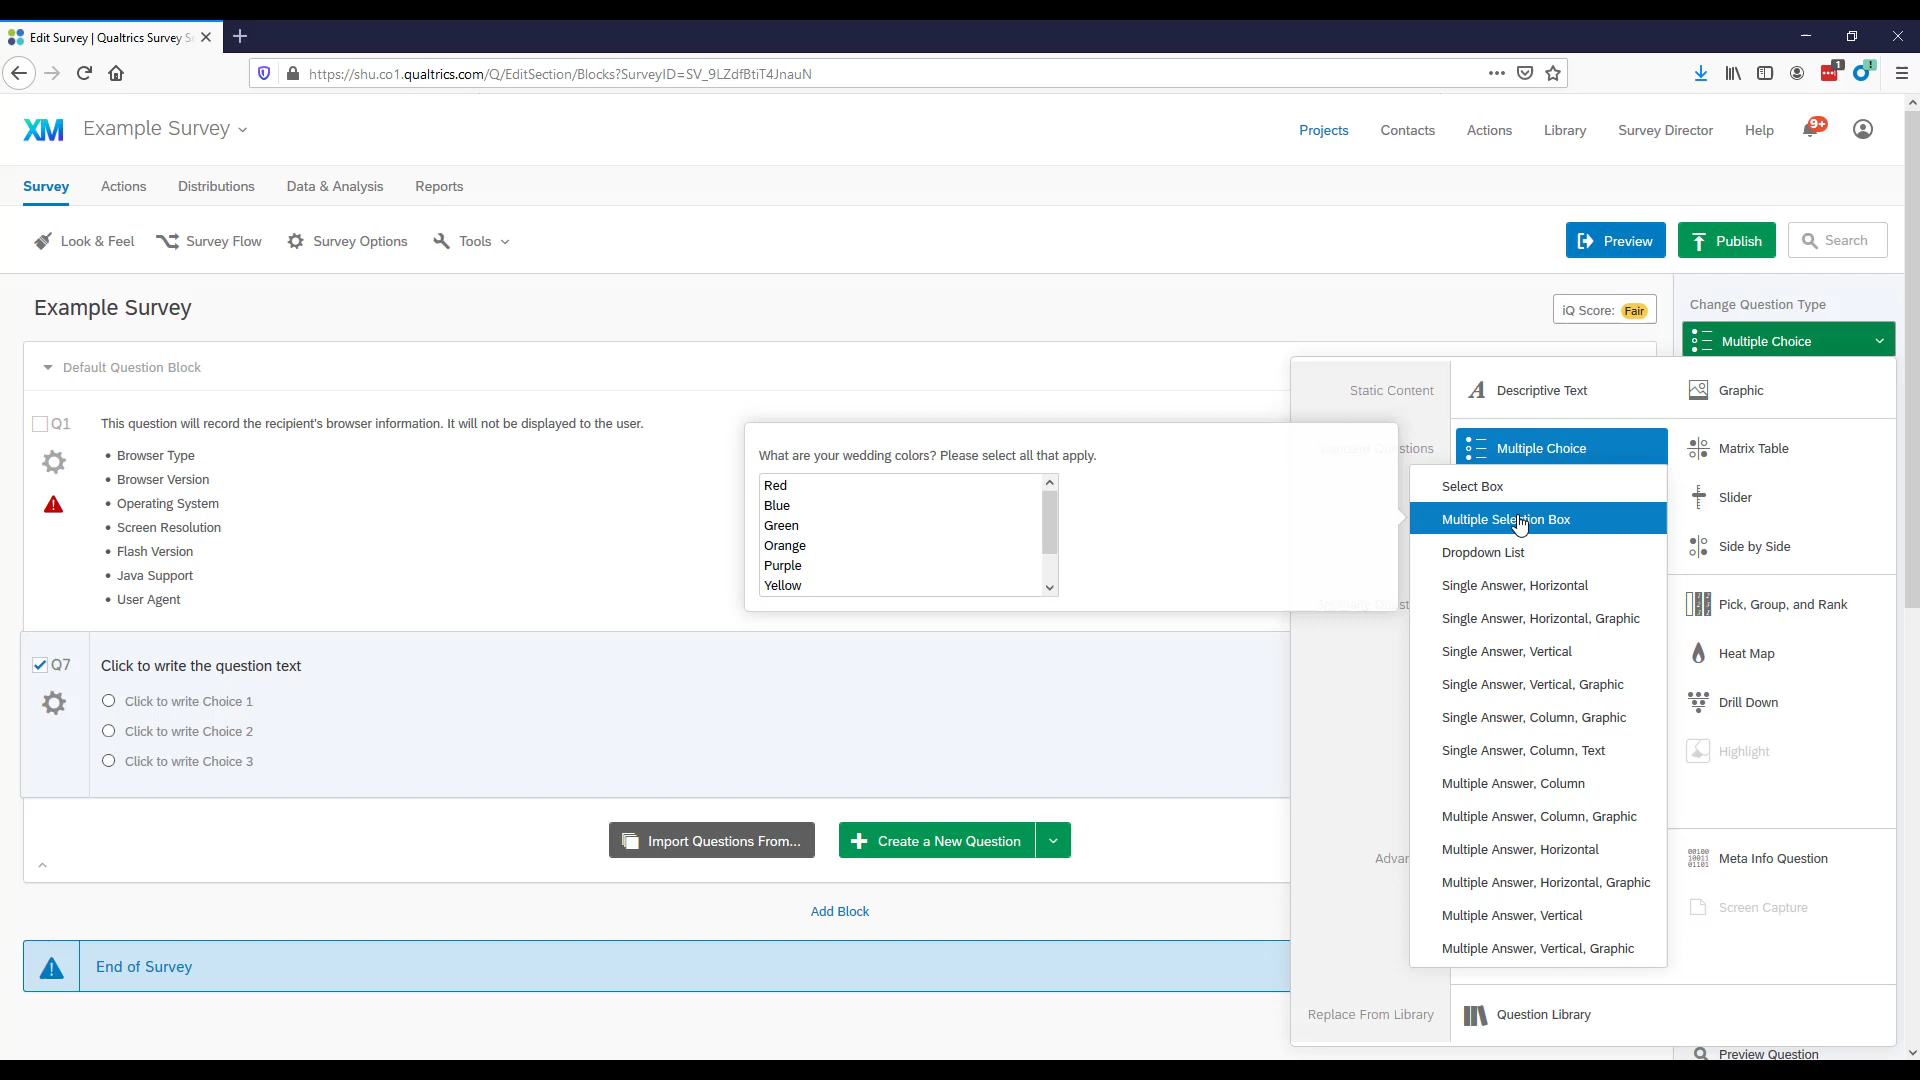 Edit Survey | Qualtrics Survey S
https://shu.co1.qualtrics.com/Q/EditSection/Blocks?SurveyID=SV_9LZdfBtiT4JnauN
1
!
XM
Example Survey
Projects
Contacts
Actions
Library
Survey Director
Help
9+
Survey
Actions
Distributions
Data & Analysis
Reports
Look & Feel
Survey Flow
Survey Options
Tools
Preview
Publish
Search
Example Survey
iQ Score: Fair
Change Question Type
Multiple Choice
Default Question Block
Q1
This question will record the recipient's browser information. It will not be displayed to the user.
• Browser Type
• Browser Version
• Operating System
• Screen Resolution
• Flash Version
• Java Support
• User Agent
What are your wedding colors? Please select all that apply.
Red
Blue
Green
Orange
Purple
Yellow
Q7
Click to write the question text
Click to write Choice 1
Click to write Choice 2
Click to write Choice 3
Import Questions From...
Create a New Question
Add Block
End of Survey
Static Content
Descriptive Text
Graphic
Multiple Choice
Matrix Table
Slider
Side by Side
Select Box
Multiple Selection Box
Dropdown List
Single Answer, Horizontal
Single Answer, Horizontal, Graphic
Single Answer, Vertical
Single Answer, Vertical, Graphic
Single Answer, Column, Graphic
Single Answer, Column, Text
Multiple Answer, Column
Multiple Answer, Column, Graphic
Multiple Answer, Horizontal
Multiple Answer, Horizontal, Graphic
Multiple Answer, Vertical
Multiple Answer, Vertical, Graphic
Pick, Group, and Rank
Heat Map
Drill Down
Highlight
Advan
Meta Info Question
Screen Capture
Replace From Library
Question Library
Preview Question